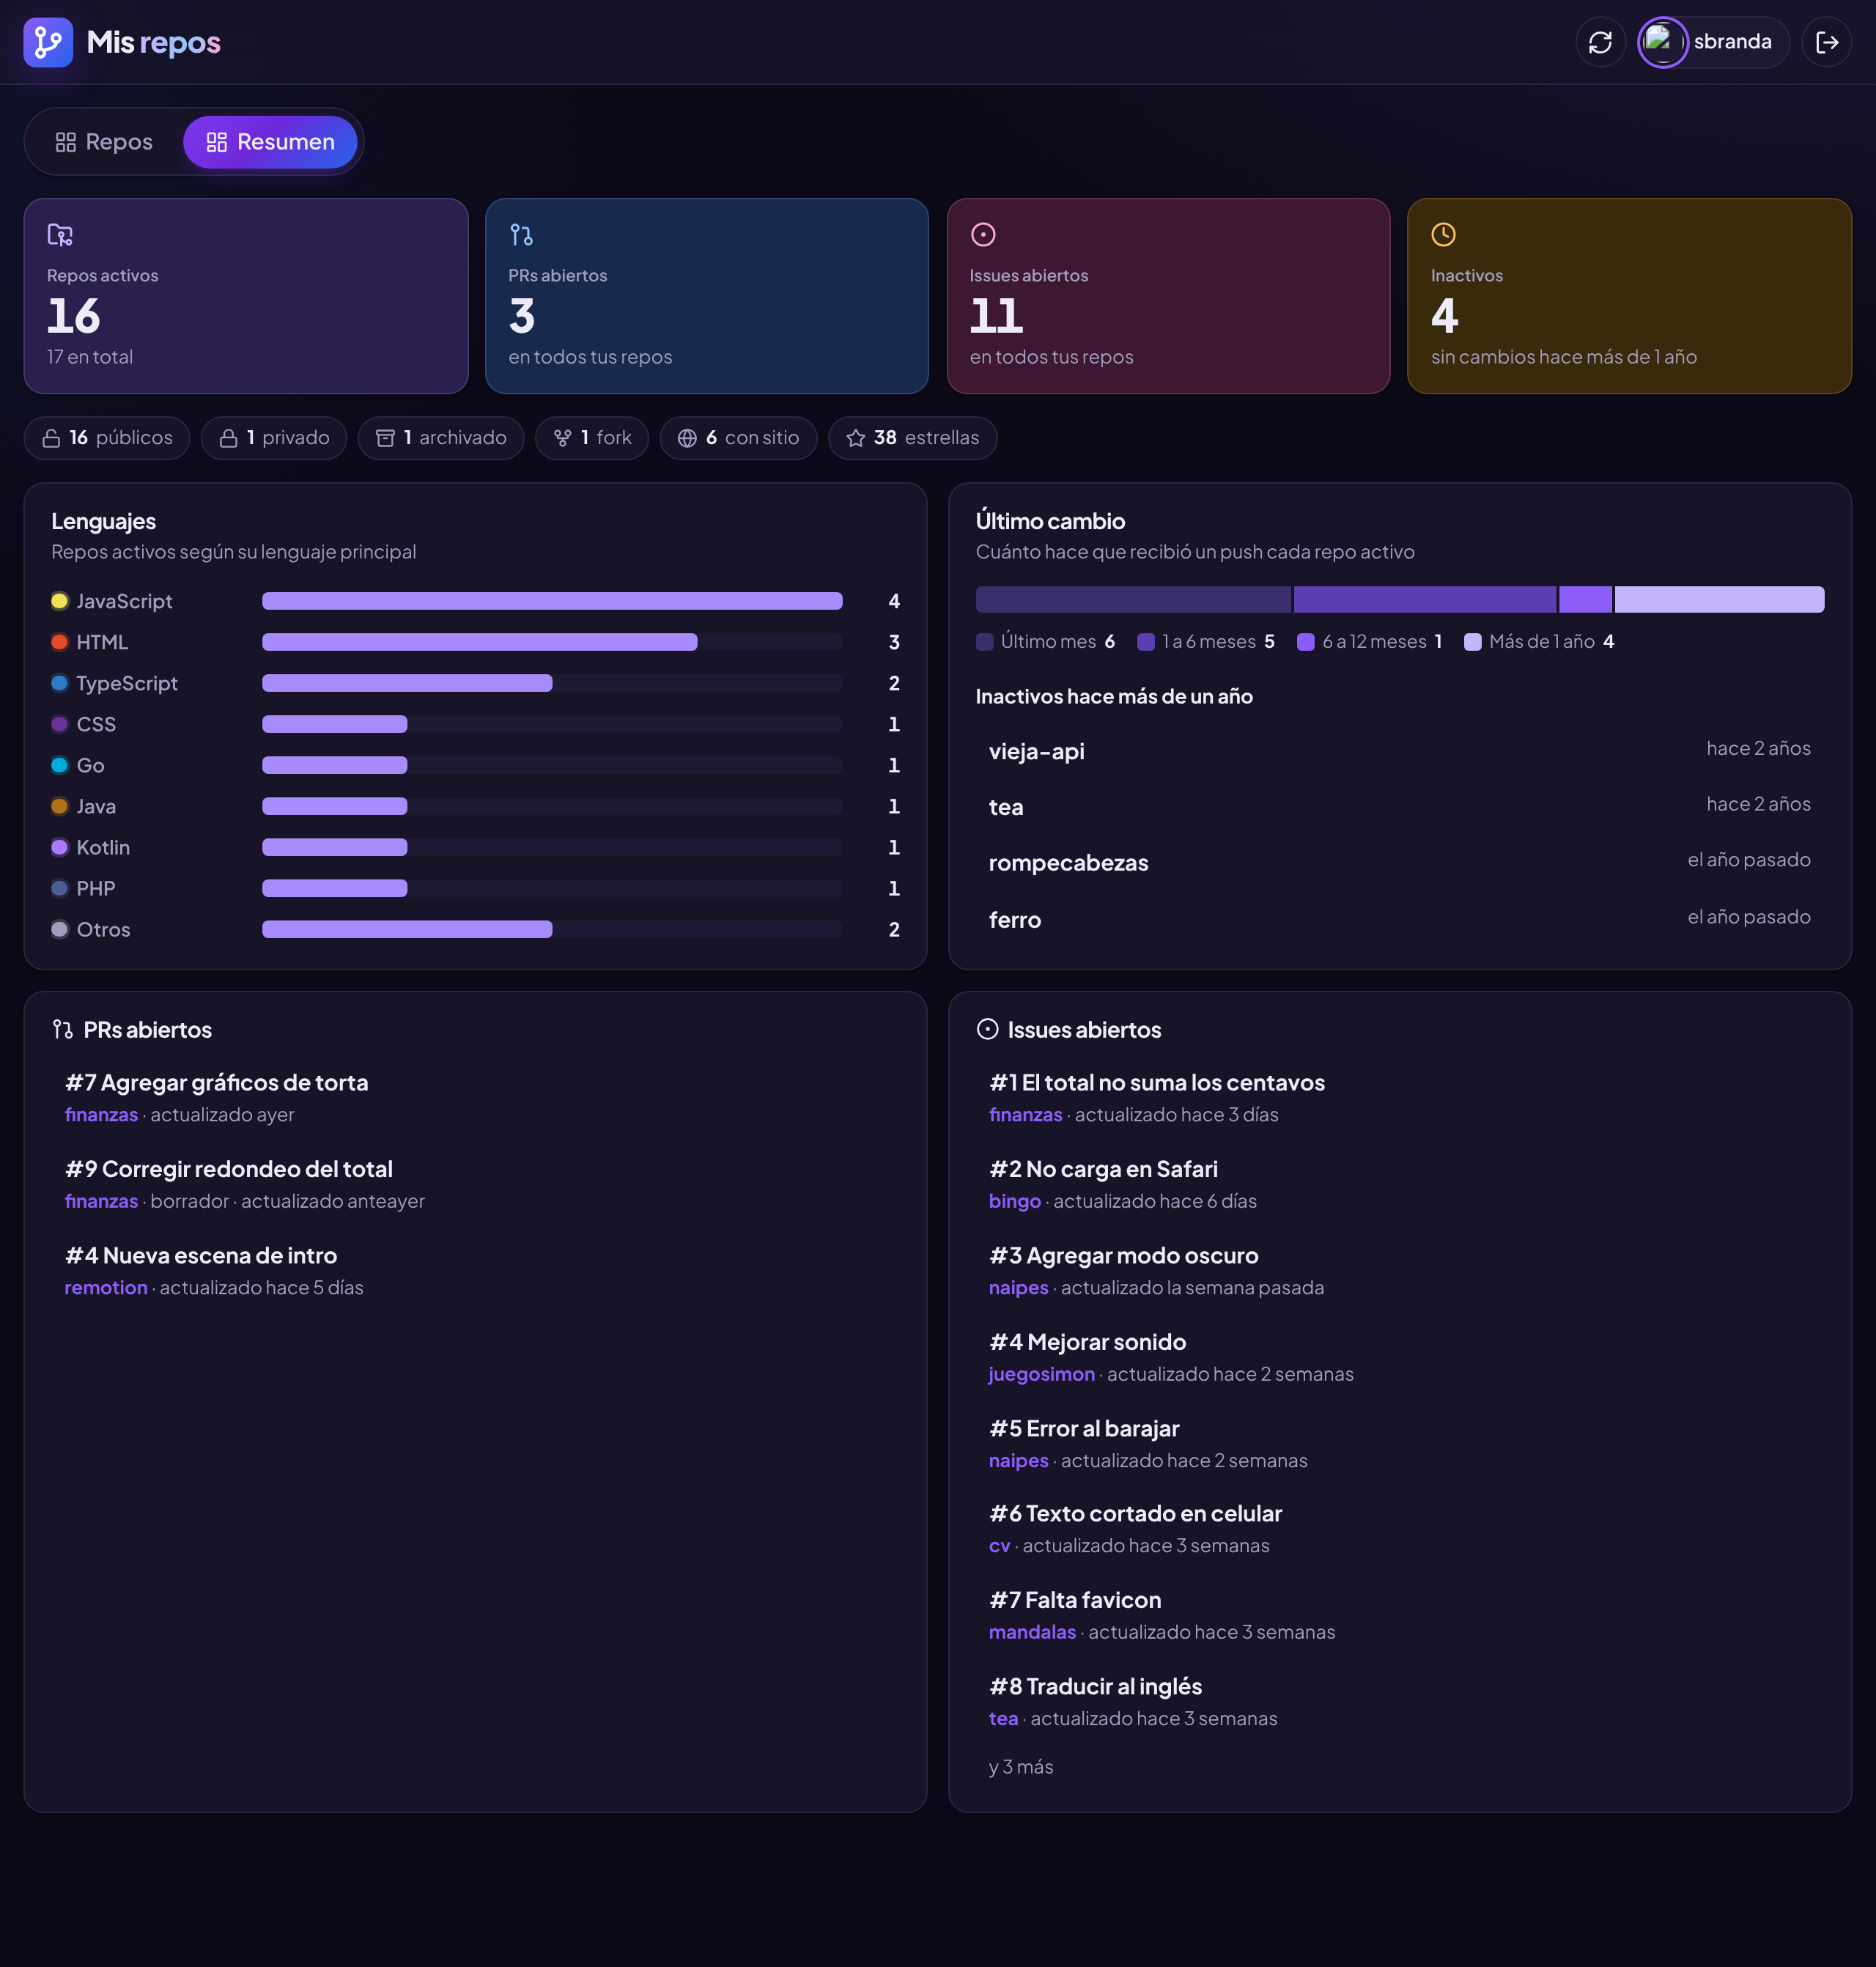 Mis repos
sbranda
Repos
Resumen
Repos activos
16
17 en total
PRs abiertos
3
en todos tus repos
Issues abiertos
11
en todos tus repos
Inactivos
4
sin cambios hace más de 1 año
16 públicos
1 privado
1 archivado
1 fork
6 con sitio
38 estrellas
Lenguajes
Repos activos según su lenguaje principal
JavaScript 4
HTML 3
TypeScript 2
CSS 1
Go 1
Java 1
Kotlin 1
PHP 1
Otros 2
Último cambio
Cuánto hace que recibió un push cada repo activo
Último mes 6
1 a 6 meses 5
6 a 12 meses 1
Más de 1 año 4
Inactivos hace más de un año
vieja-api hace 2 años
tea hace 2 años
rompecabezas el año pasado
ferro el año pasado
PRs abiertos
#7 Agregar gráficos de torta
finanzas · actualizado ayer
#9 Corregir redondeo del total
finanzas · borrador · actualizado anteayer
#4 Nueva escena de intro
remotion · actualizado hace 5 días
Issues abiertos
#1 El total no suma los centavos
finanzas · actualizado hace 3 días
#2 No carga en Safari
bingo · actualizado hace 6 días
#3 Agregar modo oscuro
naipes · actualizado la semana pasada
#4 Mejorar sonido
juegosimon · actualizado hace 2 semanas
#5 Error al barajar
naipes · actualizado hace 2 semanas
#6 Texto cortado en celular
cv · actualizado hace 3 semanas
#7 Falta favicon
mandalas · actualizado hace 3 semanas
#8 Traducir al inglés
tea · actualizado hace 3 semanas
y 3 más